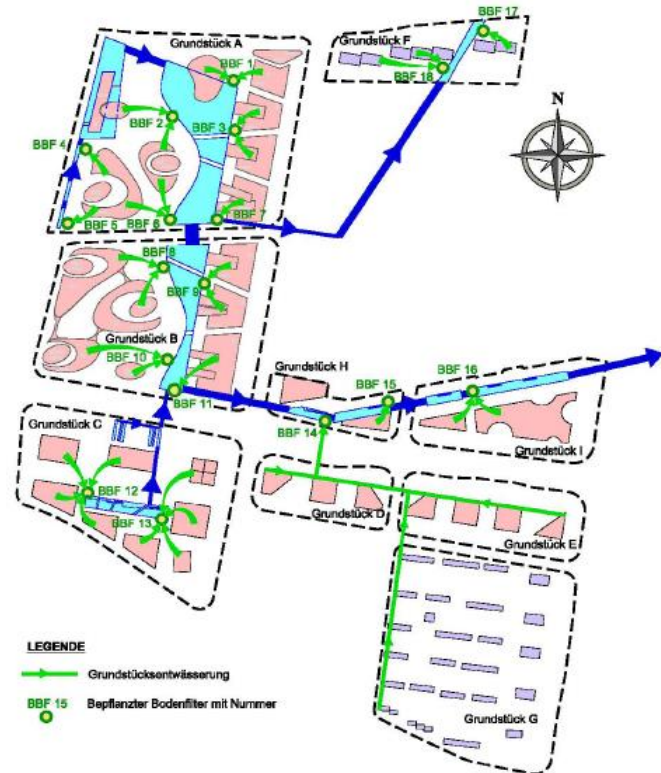 BBF 17
Grundstück F
Grundstück A
BBF 18
BBF 1
N
BBF 2
BBF 3
BBF 4
BBF 5
BBF 6
BBF 7
BBF 8
BBF 9
Grundstück B
BBF 10
BBF 11
Grundstück H
BBF 15
BBF 16
BBF 14
Grundstück I
Grundstück C
BBF 12
BBF 13
Grundstück D
Grundstück E
Grundstück G
LEGENDE
Grundstücksentwässerung
BBF 15 Bepflanzter Bodenfilter mit Nummer